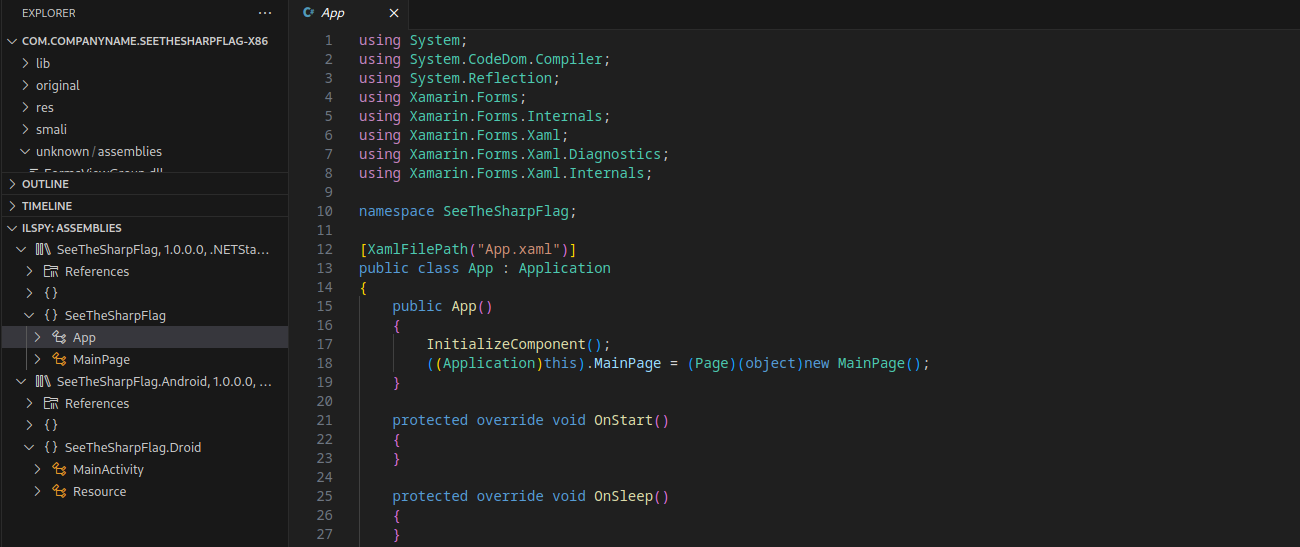 EXPLORER
···
COM.COMPANYNAME.SEETHESHARPFLAG-X86
lib
original
res
smali
unknown / assemblies
FormsViewGroup.dll
OUTLINE
TIMELINE
ILSPY: ASSEMBLIES
SeeTheSharpFlag, 1.0.0.0, .NETSta...
References
{}
{} SeeTheSharpFlag
App
MainPage
SeeTheSharpFlag.Android, 1.0.0.0, ...
References
{}
{} SeeTheSharpFlag.Droid
MainActivity
Resource
C# App
1 using System;
2 using System.CodeDom.Compiler;
3 using System.Reflection;
4 using Xamarin.Forms;
5 using Xamarin.Forms.Internals;
6 using Xamarin.Forms.Xaml;
7 using Xamarin.Forms.Xaml.Diagnostics;
8 using Xamarin.Forms.Xaml.Internals;
9
10 namespace SeeTheSharpFlag;
11
12 [XamlFilePath("App.xaml")]
13 public class App : Application
14 {
15 public App()
16 {
17 InitializeComponent();
18 ((Application)this).MainPage = (Page)(object)new MainPage();
19 }
20
21 protected override void OnStart()
22 {
23 }
24
25 protected override void OnSleep()
26 {
27 }